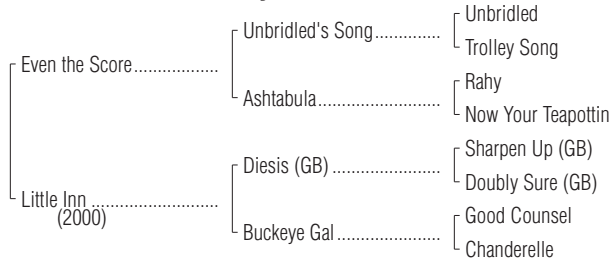 Unbridled
Unbridled's Song..............
Trolley Song
Even the Score..................
Rahy
Ashtabula...........................
Now Your Teapottin
Sharpen Up (GB)
Diesis (GB) ........................
Doubly Sure (GB)
Little Inn ...........................
(2000)
Good Counsel
Buckeye Gal.......................
Chanderelle